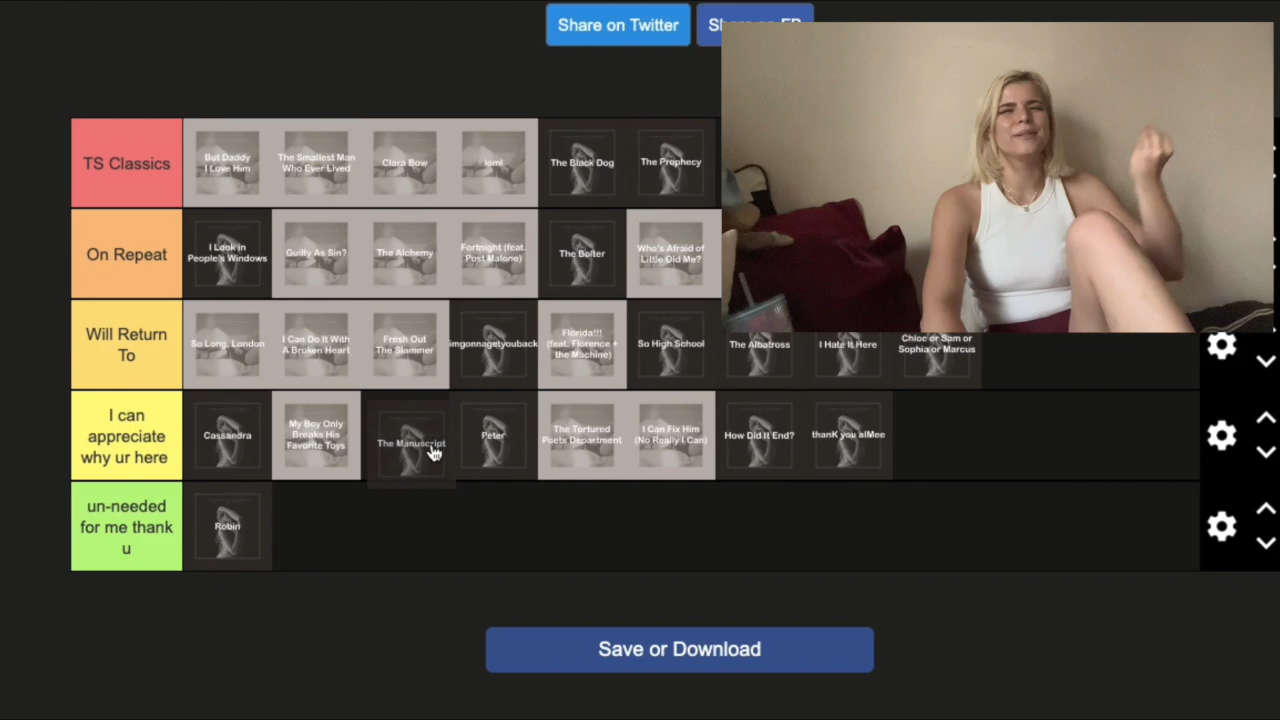 Share on Twitter
TS Classics
But Daddy
I Love Him
The Smallest Man
Who Ever Lived
Clara Bow
loml
The Black Dog
The Prophecy
On Repeat
I Look in
People's Windows
Guilty As Sin?
The Alchemy
Fortnight (feat.
Post Malone)
The Bolter
Who's Afraid of
Little Old Me?
Will Return
To
So Long, London
I Can Do It With
A Broken Heart
Fresh Out
The Slammer
imgonnagetyouback
Florida!!!
(feat. Florence +
the Machine)
So High School
The Albatross
I Hate It Here
Chloe or Sam or
Sophia or Marcus
I can
appreciate
why ur here
Cassandra
My Boy Only
Breaks His
Favorite Toys
The Manuscript
Peter
The Tortured
Poets Department
I Can Fix Him
(No Really I Can)
How Did It End?
thanK you aIMee
un-needed
for me thank
u
Robin
Save or Download